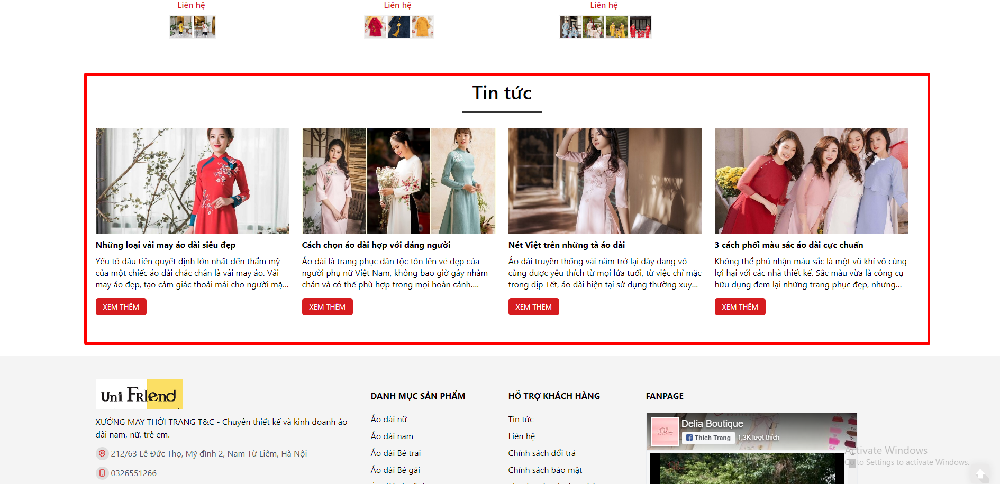 Liên hệ
Liên hệ
Liên hệ
Tin tức
Những loại vải may áo dài siêu đẹp
Yếu tố đầu tiên quyết định lớn nhất đến thẩm mỹ
của một chiếc áo dài chắc chắn là vải may áo. Vải
may áo đẹp, tạo cảm giác thoải mái cho người mặ...
XEM THÊM
Cách chọn áo dài hợp với dáng người
Áo dài là trang phục dân tộc tôn lên vẻ đẹp của
người phụ nữ Việt Nam, không bao giờ gây nhàm
chán và có thể phù hợp trong mọi hoàn cảnh....
XEM THÊM
Nét Việt trên những tà áo dài
Áo dài truyền thống vài năm trở lại đây đang vô
cùng được yêu thích từ mọi lứa tuổi, từ việc chỉ mặc
trong dịp Tết, áo dài hiện tại sử dụng thường xuy...
XEM THÊM
3 cách phối màu sắc áo dài cực chuẩn
Không thể phủ nhận màu sắc là một vũ khí vô cùng
lợi hại với các nhà thiết kế. Sắc màu vừa là công cụ
hữu dụng đem lại những trang phục đẹp, nhưng...
XEM THÊM
Uni FRIend
XƯỞNG MAY THỜI TRANG T&C - Chuyên thiết kế và kinh doanh áo
dài nam, nữ, trẻ em.
212/63 Lê Đức Thọ, Mỹ đình 2, Nam Từ Liêm, Hà Nội
0326551266
DANH MỤC SẢN PHẨM
Áo dài nữ
Áo dài nam
Áo dài Bé trai
Áo dài Bé gái
HỖ TRỢ KHÁCH HÀNG
Tin tức
Liên hệ
Chính sách đổi trả
Chính sách bảo mật
FANPAGE
Delia Boutique
Thích Trang
1,3K lượt thích
Activate Windows
Go to Settings to activate Windows.